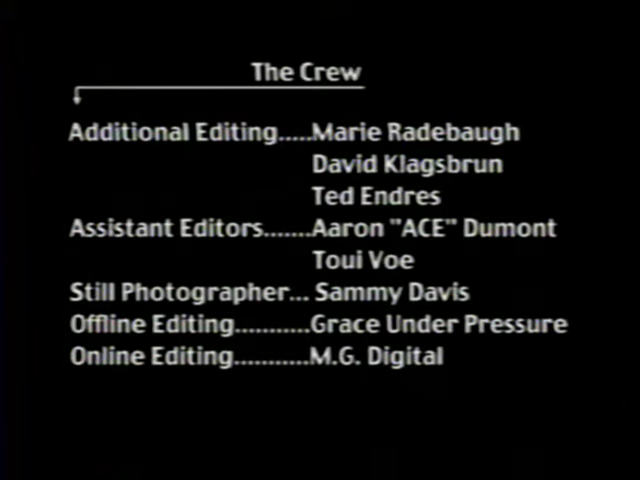 The Crew
Additional Editing.....Marie Radebaugh
David Klagsbrun
Ted Endres
Assistant Editors.......Aaron "ACE" Dumont
Toui Voe
Still Photographer... Sammy Davis
Offline Editing...........Grace Under Pressure
Online Editing...........M.G. Digital